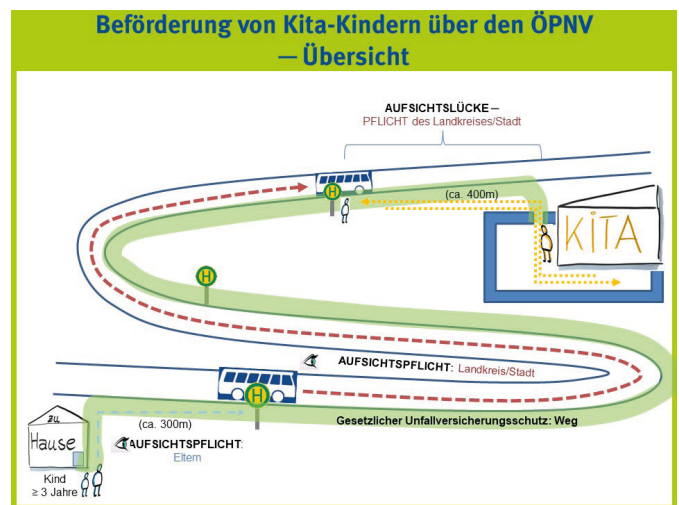 Beförderung von Kita-Kindern über den ÖPNV
— Übersicht
AUFSICHTSLÜCKE —
PFLICHT des Landkreises/Stadt
H
(ca. 400m)
KITA
H
AUFSICHTSPFLICHT: Landkreis/Stadt
H
zu
Hause
(ca. 300m)
Gesetzlicher Unfallversicherungsschutz: Weg
AUFSICHTSPFLICHT:
Eltern
Kind
≥ 3 Jahre